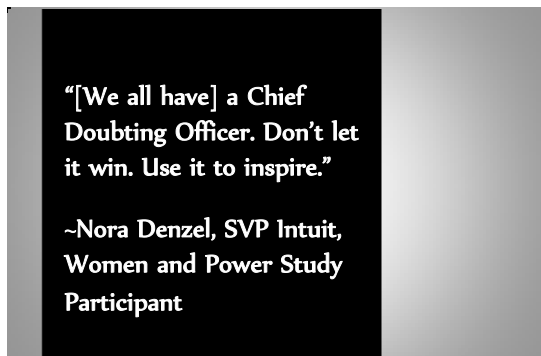 “[We all have] a Chief
Doubting Officer. Don’t let
it win. Use it to inspire.”
~Nora Denzel, SVP Intuit,
Women and Power Study
Participant